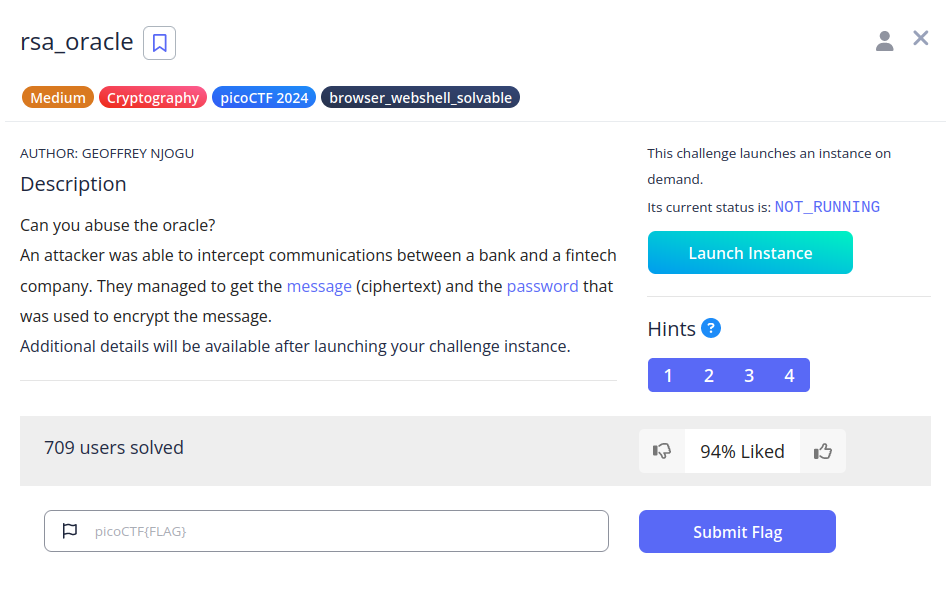 rsa_oracle
Medium Cryptography picoCTF 2024 browser_webshell_solvable
AUTHOR: GEOFFREY NJOGU
Description
Can you abuse the oracle?
An attacker was able to intercept communications between a bank and a fintech
company. They managed to get the message (ciphertext) and the password that
was used to encrypt the message.
Additional details will be available after launching your challenge instance.
This challenge launches an instance on
demand.
Its current status is: NOT_RUNNING
Launch Instance
Hints ?
1 2 3 4
709 users solved
94% Liked
picoCTF{FLAG}
Submit Flag